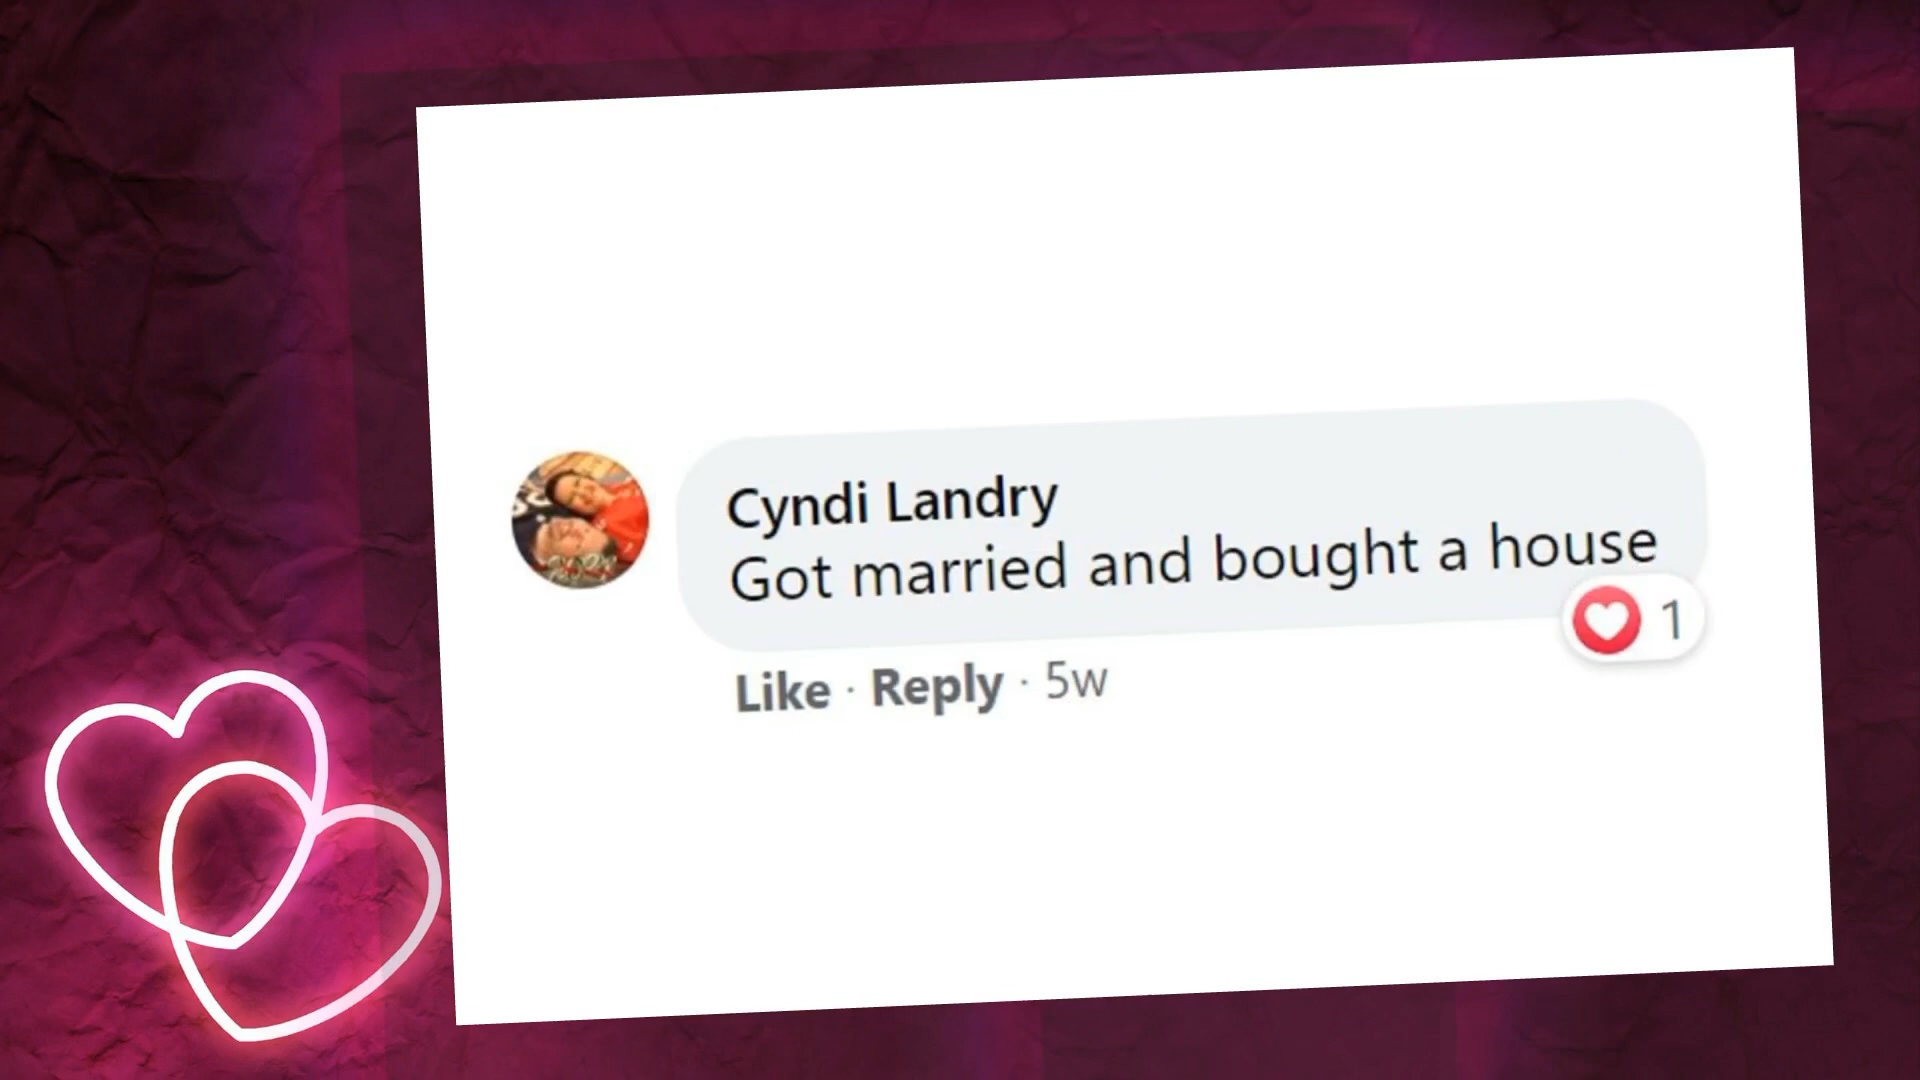 Cyndi Landry
Got married and bought a house
1
Like · Reply · 5w